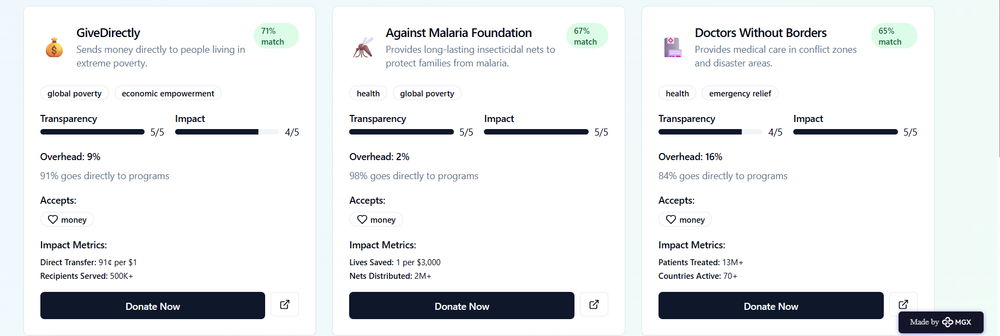 GiveDirectly
Sends money directly to people living in
extreme poverty.
71%
match
global poverty
economic empowerment
Transparency
5/5
Impact
4/5
Overhead: 9%
91% goes directly to programs
Accepts:
money
Impact Metrics:
Direct Transfer: 91¢ per $1
Recipients Served: 500K+
Donate Now
Against Malaria Foundation
Provides long-lasting insecticidal nets to
protect families from malaria.
67%
match
health
global poverty
Transparency
5/5
Impact
5/5
Overhead: 2%
98% goes directly to programs
Accepts:
money
Impact Metrics:
Lives Saved: 1 per $3,000
Nets Distributed: 2M+
Donate Now
Doctors Without Borders
Provides medical care in conflict zones
and disaster areas.
65%
match
health
emergency relief
Transparency
4/5
Impact
5/5
Overhead: 16%
84% goes directly to programs
Accepts:
money
Impact Metrics:
Patients Treated: 13M+
Countries Active: 70+
Donate Now
Made by MGX